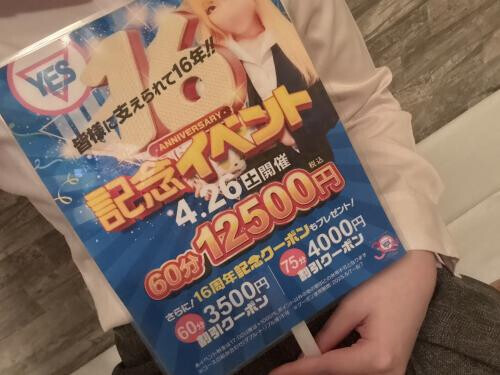 YES
皆様に支えられて16年!!
16
ANNIVERSARY
記念イベント
4.26土開催
税込
60分12500円
さらに!16周年記念クーポンもプレゼント!
60分 3500円
割引クーポン
75分 4000円
割引クーポン